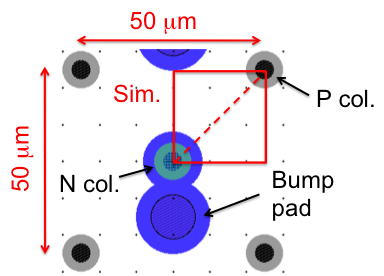 50 μm
Sim.
P col.
50 μm
N col.
Bump
pad